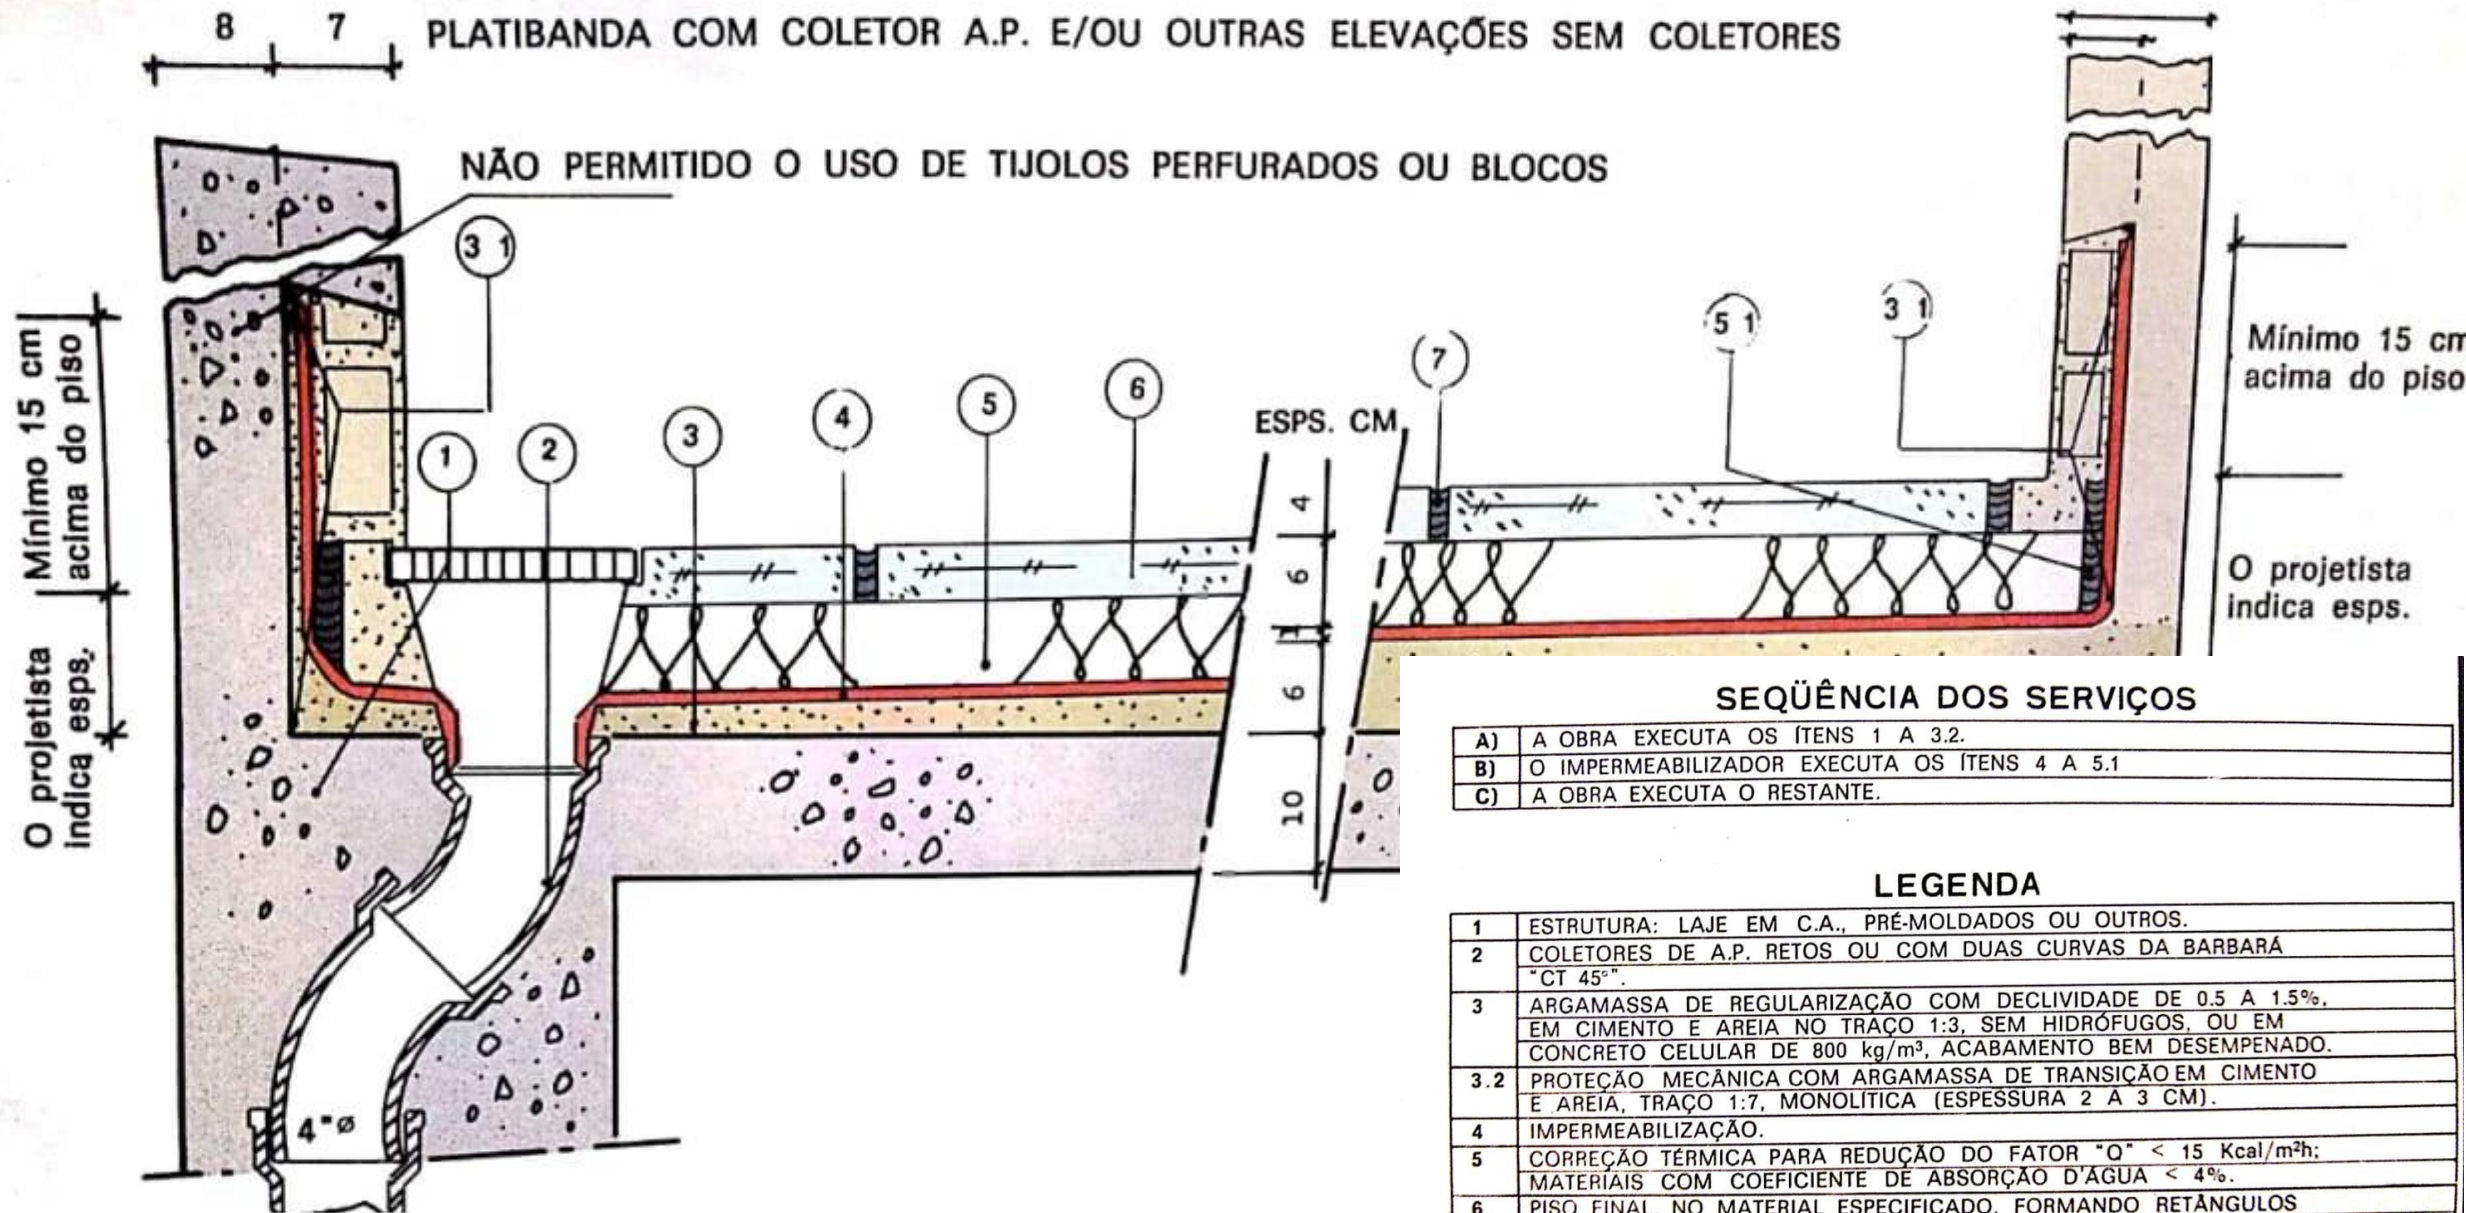 8 7 PLATIBANDA COM COLETOR A.P. E/OU OUTRAS ELEVAÇÕES SEM COLETORES
NÃO PERMITIDO O USO DE TIJOLOS PERFURADOS OU BLOCOS
3 1
1
2
3
4
5
6
ESPS. CM
7
5 1
3 1
Mínimo 15 cm
acima do piso
O projetista
indica esps.
4
6
1
6
10
Mínimo 15 cm
acima do piso
O projetista
indica esps.
4"ø
SEQÜÊNCIA DOS SERVIÇOS
A) A OBRA EXECUTA OS ÍTENS 1 A 3.2.
B) O IMPERMEABILIZADOR EXECUTA OS ÍTENS 4 A 5.1
C) A OBRA EXECUTA O RESTANTE.
LEGENDA
1 ESTRUTURA: LAJE EM C.A., PRÉ-MOLDADOS OU OUTROS.
2 COLETORES DE A.P. RETOS OU COM DUAS CURVAS DA BARBARÁ
"CT 45°".
3 ARGAMASSA DE REGULARIZAÇÃO COM DECLIVIDADE DE 0.5 A 1.5%,
EM CIMENTO E AREIA NO TRAÇO 1:3, SEM HIDRÓFUGOS, OU EM
CONCRETO CELULAR DE 800 kg/m³, ACABAMENTO BEM DESEMPENADO.
3.2 PROTEÇÃO MECÂNICA COM ARGAMASSA DE TRANSIÇÃO EM CIMENTO
E AREIA, TRAÇO 1:7, MONOLÍTICA (ESPESSURA 2 A 3 CM).
4 IMPERMEABILIZAÇÃO.
5 CORREÇÃO TÉRMICA PARA REDUÇÃO DO FATOR "Q" < 15 Kcal/m²h;
MATERIAIS COM COEFICIENTE DE ABSORÇÃO D'ÁGUA < 4%.
6 PISO FINAL, NO MATERIAL ESPECIFICADO, FORMANDO RETÂNGULOS